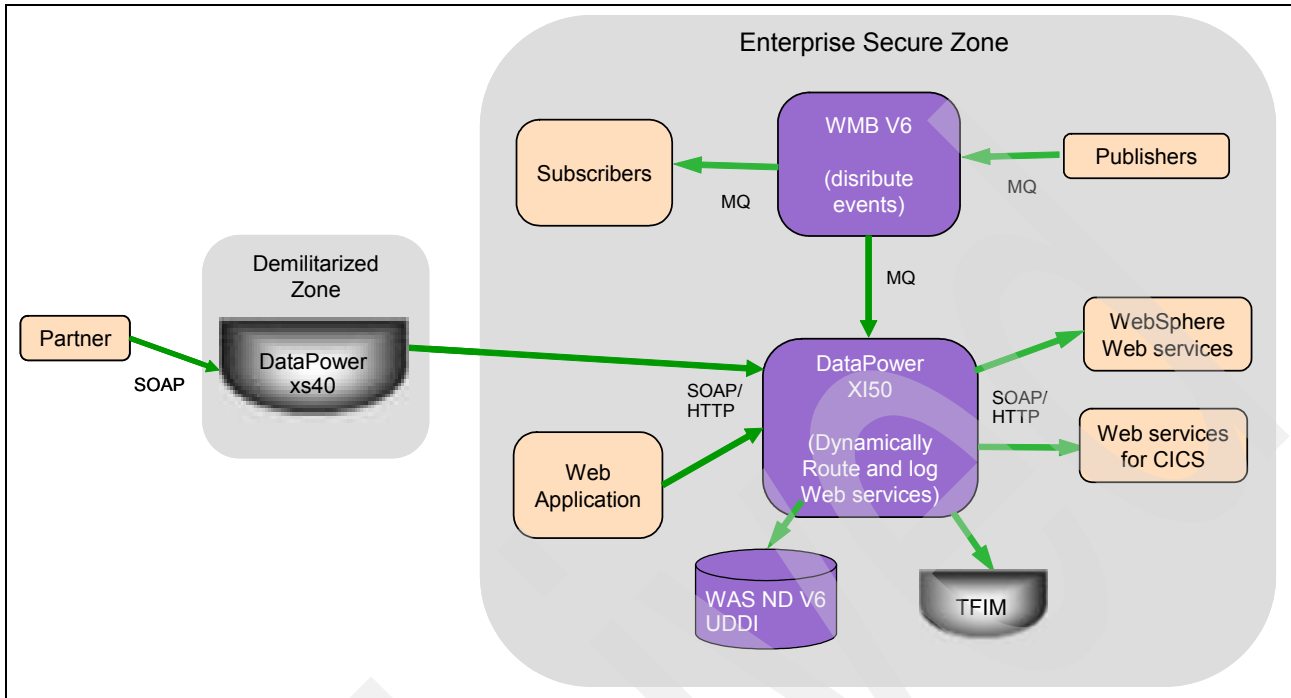 Enterprise Secure Zone
WMB V6
(disribute
events)
Subscribers
Publishers
MQ
MQ
MQ
Demilitarized
Zone
Partner
DataPower
xs40
SOAP
SOAP/
HTTP
DataPower
XI50
(Dynamically
Route and log
Web services)
WebSphere
Web services
SOAP/
HTTP
Web services
for CICS
Web
Application
WAS ND V6
UDDI
TFIM